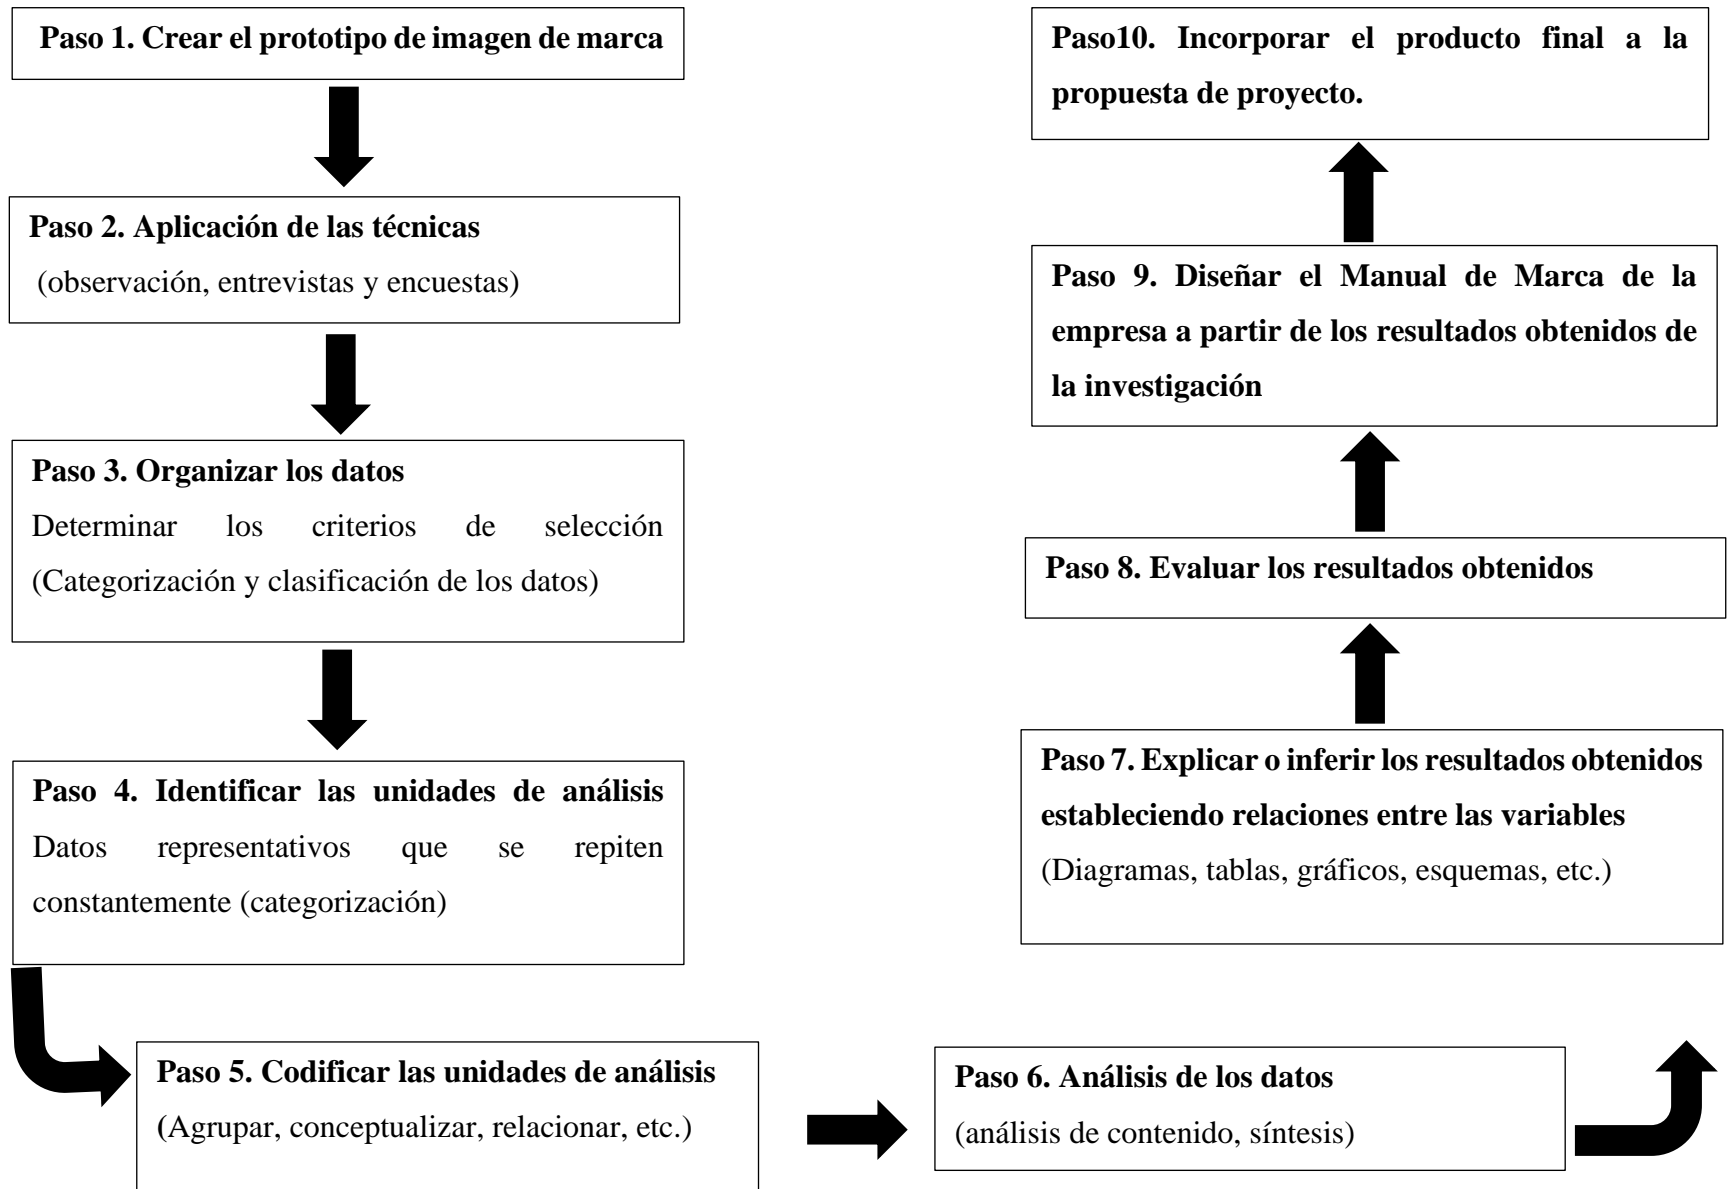 Paso 1. Crear el prototipo de imagen de marca
Paso 2. Aplicación de las técnicas
(observación, entrevistas y encuestas)
Paso 3. Organizar los datos
Determinar los criterios de selección
(Categorización y clasificación de los datos)
Paso 4. Identificar las unidades de análisis
Datos representativos que se repiten
constantemente (categorización)
Paso 5. Codificar las unidades de análisis
(Agrupar, conceptualizar, relacionar, etc.)
Paso 6. Análisis de los datos
(análisis de contenido, síntesis)
Paso 7. Explicar o inferir los resultados obtenidos
estableciendo relaciones entre las variables
(Diagramas, tablas, gráficos, esquemas, etc.)
Paso 8. Evaluar los resultados obtenidos
Paso 9. Diseñar el Manual de Marca de la
empresa a partir de los resultados obtenidos de
la investigación
Paso10. Incorporar el producto final a la
propuesta de proyecto.